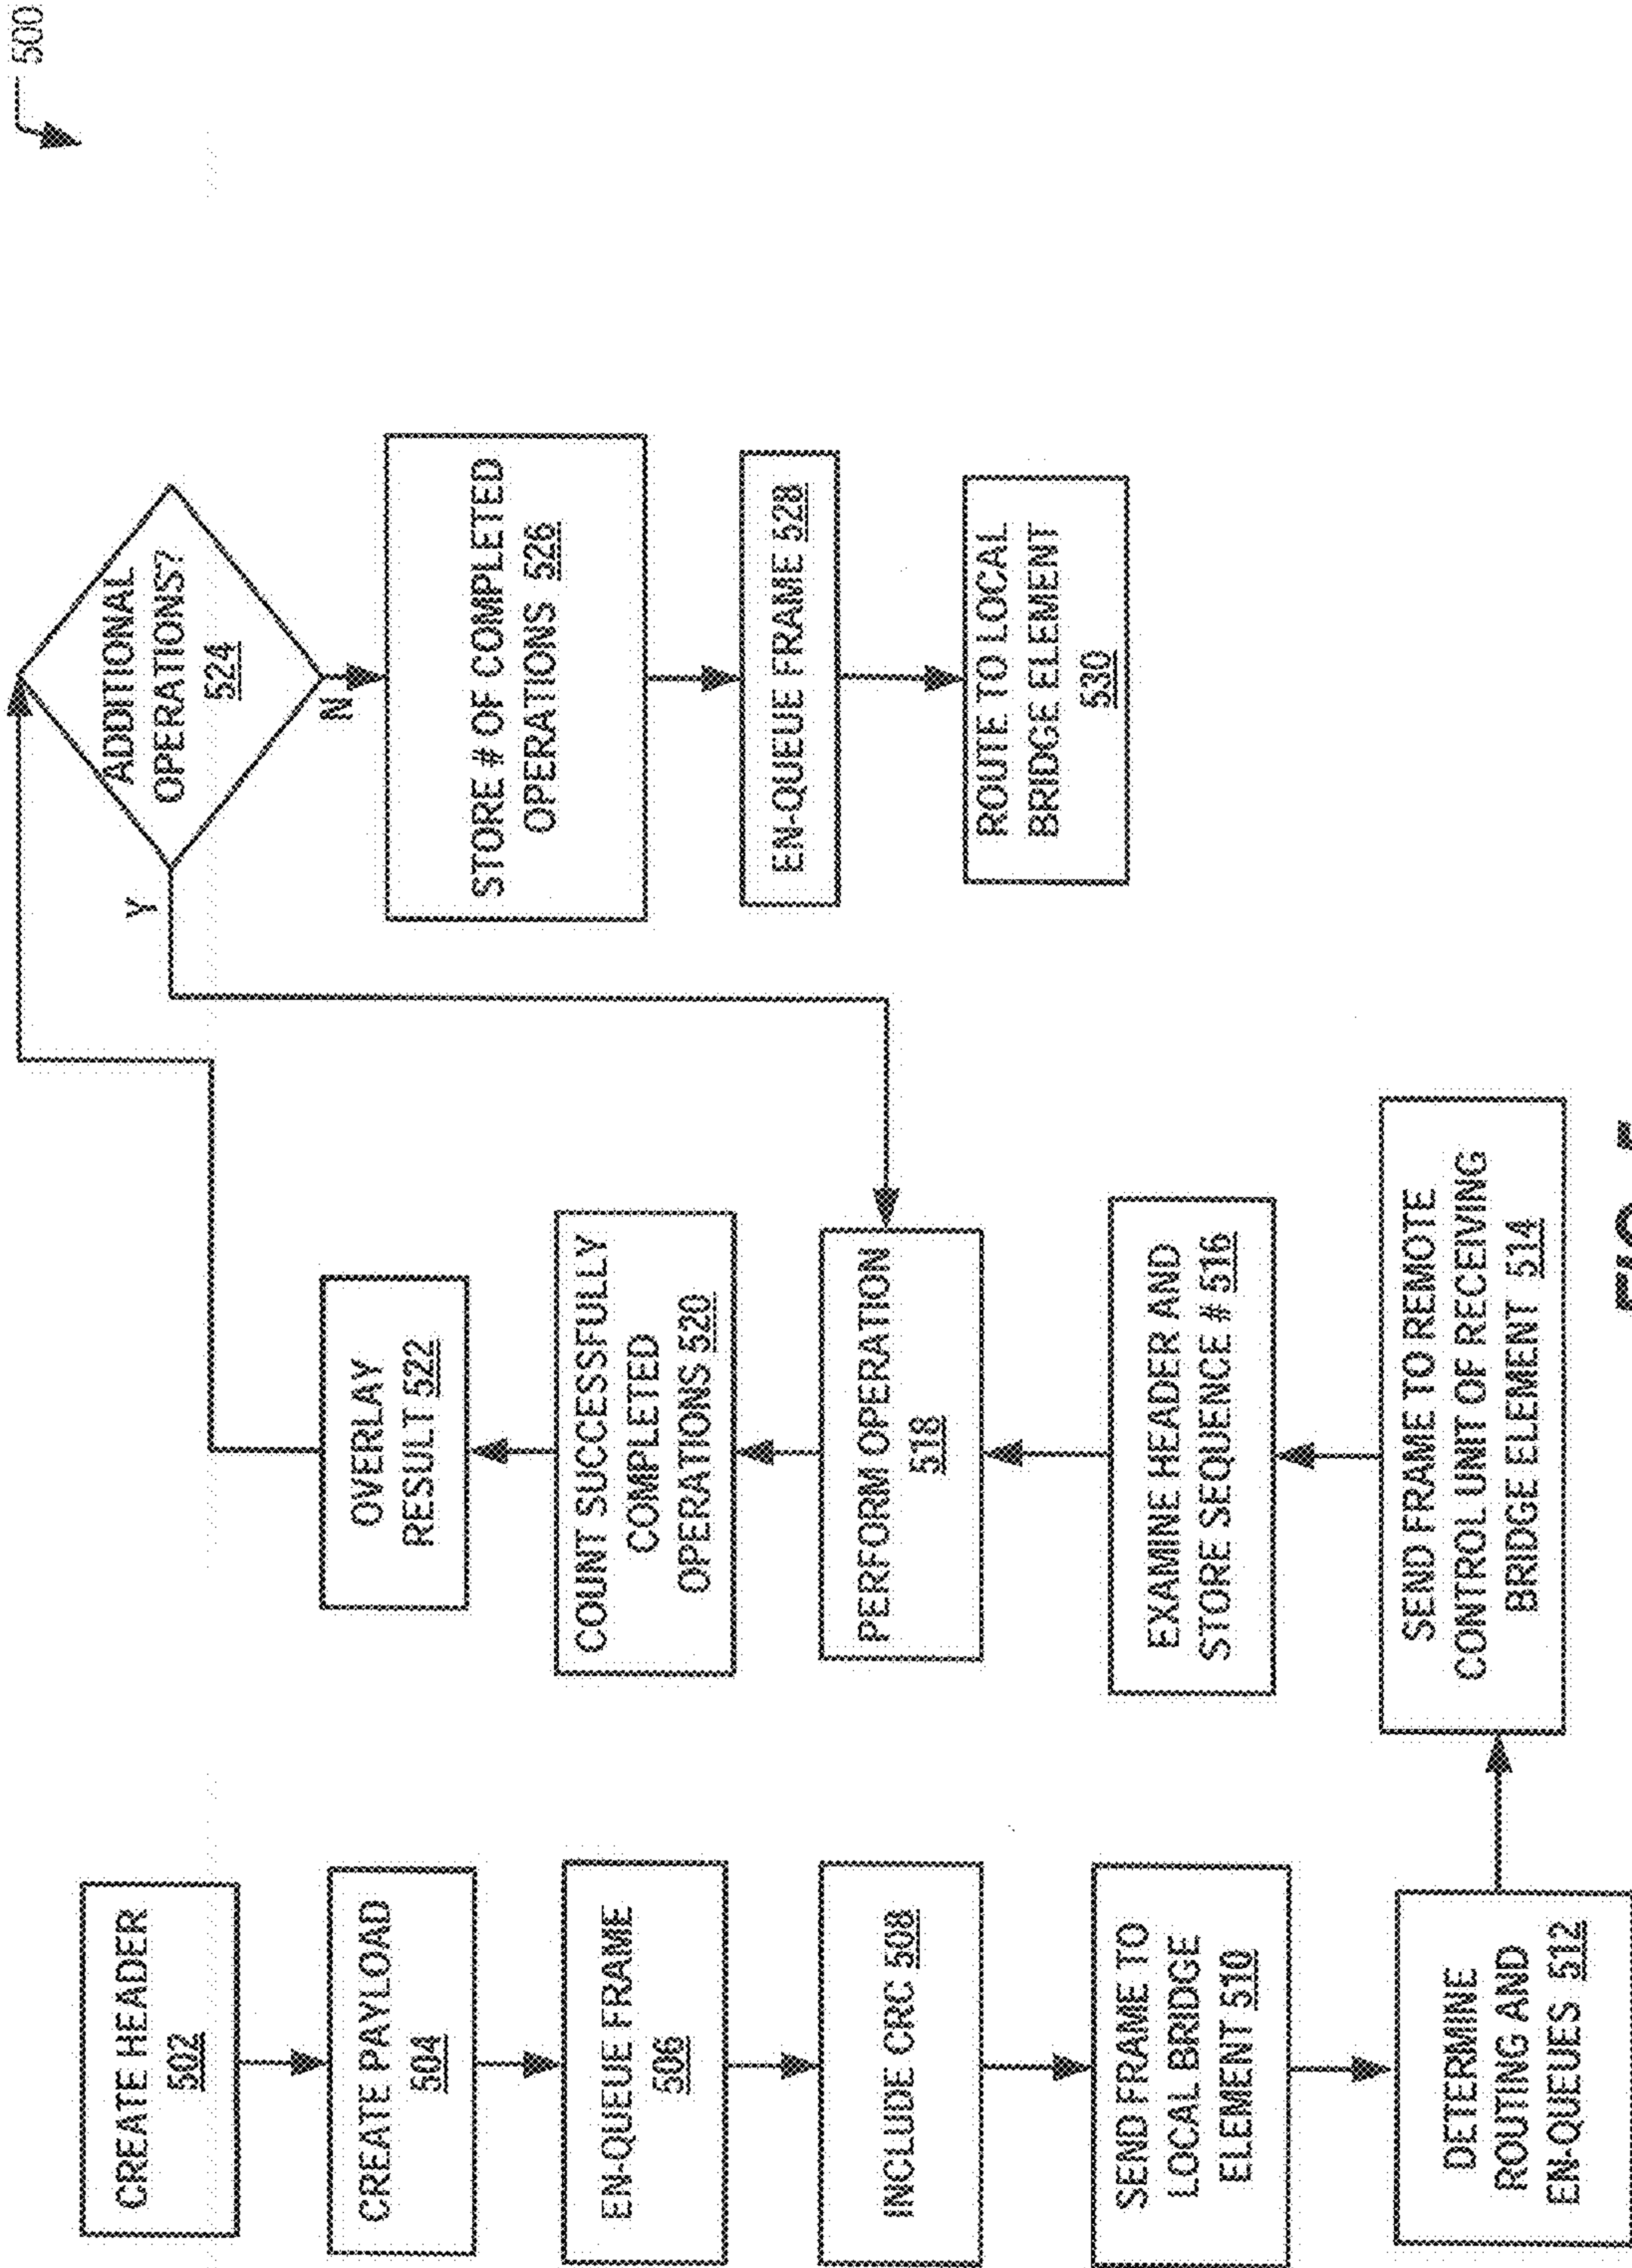 500
CREATE HEADER
502
CREATE PAYLOAD
504
EN-QUEUE FRAME
506
INCLUDE CRC 508
SEND FRAME TO
LOCAL BRIDGE
ELEMENT 510
DETERMINE
ROUTING AND
EN-QUEUES 512
SEND FRAME TO REMOTE
CONTROL UNIT OF RECEIVING
BRIDGE ELEMENT 514
EXAMINE HEADER AND
STORE SEQUENCE # 516
PERFORM OPERATION
518
COUNT SUCCESSFULLY
COMPLETED
OPERATIONS 520
OVERLAY
RESULT 522
ADDITIONAL
OPERATIONS?
524
Y
N
STORE # OF COMPLETED
OPERATIONS 526
EN-QUEUE FRAME 528
ROUTE TO LOCAL
BRIDGE ELEMENT
530